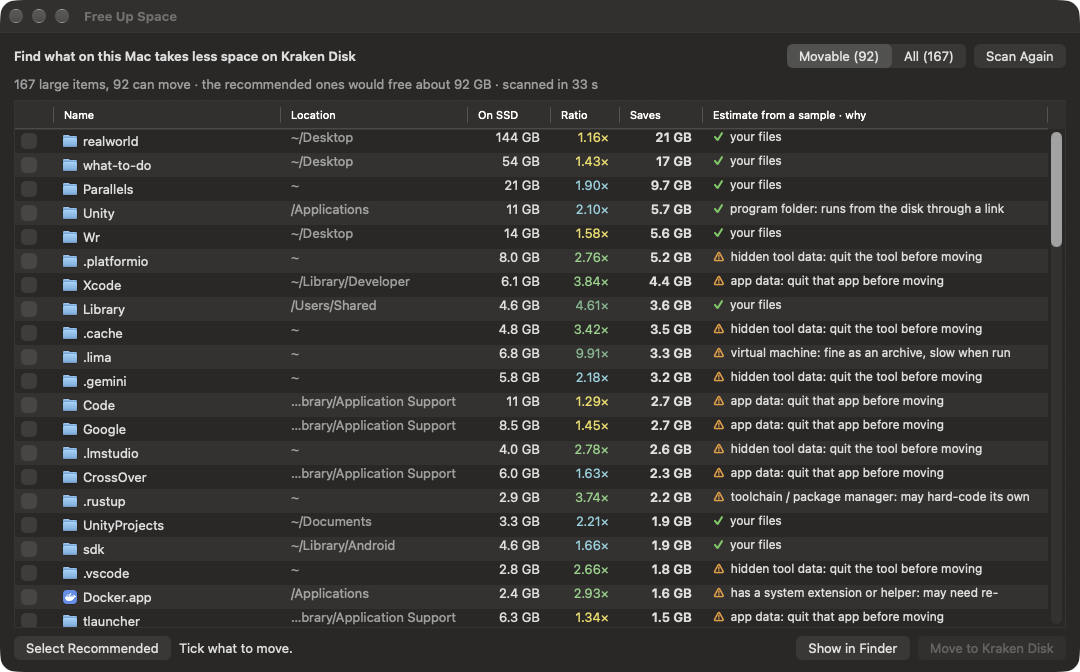 Free Up Space
Find what on this Mac takes less space on Kraken Disk
Movable (92) All (167) Scan Again
167 large items, 92 can move · the recommended ones would free about 92 GB · scanned in 33 s
Name Location On SSD Ratio Saves Estimate from a sample · why
realworld ~/Desktop 144 GB 1.16× 21 GB ✓ your files
what-to-do ~/Desktop 54 GB 1.43× 17 GB ✓ your files
Parallels ~ 21 GB 1.90× 9.7 GB ✓ your files
Unity /Applications 11 GB 2.10× 5.7 GB ✓ program folder: runs from the disk through a link
Wr ~/Desktop 14 GB 1.58× 5.6 GB ✓ your files
.platformio ~ 8.0 GB 2.76× 5.2 GB ⚠ hidden tool data: quit the tool before moving
Xcode ~/Library/Developer 6.1 GB 3.84× 4.4 GB ⚠ app data: quit that app before moving
Library /Users/Shared 4.6 GB 4.61× 3.6 GB ✓ your files
.cache ~ 4.8 GB 3.42× 3.5 GB ⚠ hidden tool data: quit the tool before moving
.lima ~ 6.8 GB 9.91× 3.3 GB ⚠ virtual machine: fine as an archive, slow when run
.gemini ~ 5.8 GB 2.18× 3.2 GB ⚠ hidden tool data: quit the tool before moving
Code ...brary/Application Support 11 GB 1.29× 2.7 GB ⚠ app data: quit that app before moving
Google ...brary/Application Support 8.5 GB 1.45× 2.7 GB ⚠ app data: quit that app before moving
.lmstudio ~ 4.0 GB 2.78× 2.6 GB ⚠ hidden tool data: quit the tool before moving
CrossOver ...brary/Application Support 6.0 GB 1.63× 2.3 GB ⚠ app data: quit that app before moving
.rustup ~ 2.9 GB 3.74× 2.2 GB ⚠ toolchain / package manager: may hard-code its own
UnityProjects ~/Documents 3.3 GB 2.21× 1.9 GB ✓ your files
sdk ~/Library/Android 4.6 GB 1.66× 1.9 GB ✓ your files
.vscode ~ 2.8 GB 2.66× 1.8 GB ⚠ hidden tool data: quit the tool before moving
Docker.app /Applications 2.4 GB 2.93× 1.6 GB ⚠ has a system extension or helper: may need re-
tlauncher ...brary/Application Support 6.3 GB 1.34× 1.5 GB ⚠ app data: quit that app before moving
Select Recommended Tick what to move. Show in Finder Move to Kraken Disk